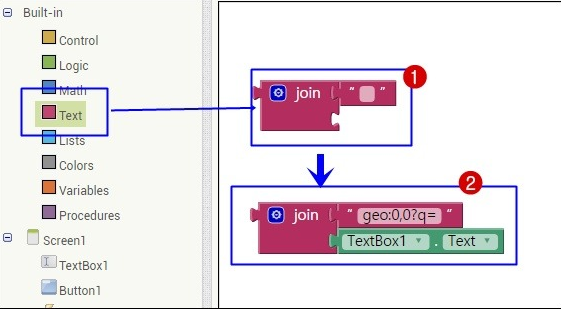 Built-in
Control
Logic
Math
Text
Lists
Colors
Variables
Procedures
Screen1
TextBox1
Button1
1
join " "
2
join " geo:0,0?q= "
TextBox1 . Text